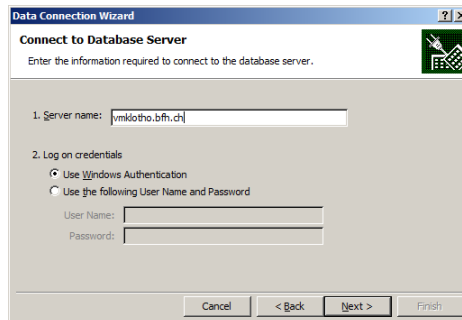 Data Connection Wizard
Connect to Database Server
Enter the information required to connect to the database server.
1. Server name: vmklotho.bfh.ch
2. Log on credentials
Use Windows Authentication
Use the following User Name and Password
User Name:
Password:
Cancel < Back Next > Finish